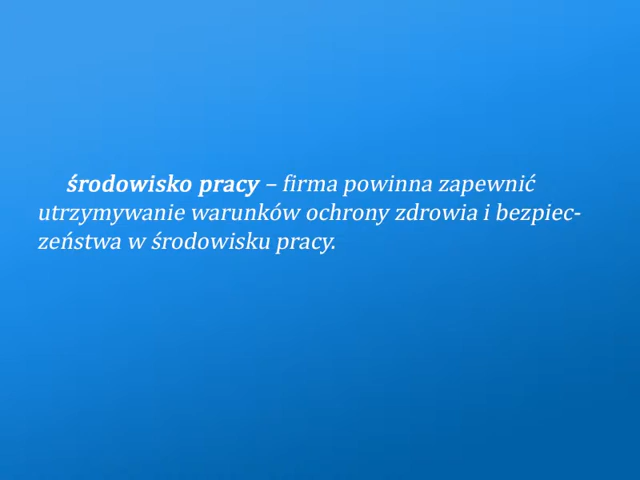 środowisko pracy – firma powinna zapewnić
utrzymywanie warunków ochrony zdrowia i bezpiec-
zeństwa w środowisku pracy.